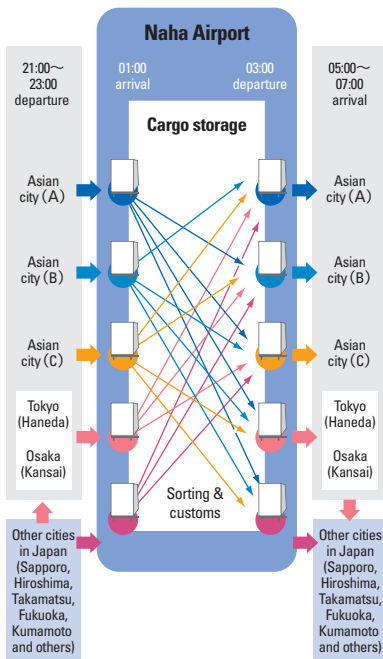 Naha Airport
21:00～
23:00
departure
01:00
arrival
03:00
departure
05:00～
07:00
arrival
Cargo storage
Asian
city (A)
Asian
city (A)
Asian
city (B)
Asian
city (B)
Asian
city (C)
Asian
city (C)
Tokyo
(Haneda)
Osaka
(Kansai)
Tokyo
(Haneda)
Osaka
(Kansai)
Sorting &
customs
Other cities
in Japan
(Sapporo,
Hiroshima,
Takamatsu,
Fukuoka,
Kumamoto
and others)
Other cities
in Japan
(Sapporo,
Hiroshima,
Takamatsu,
Fukuoka,
Kumamoto
and others)